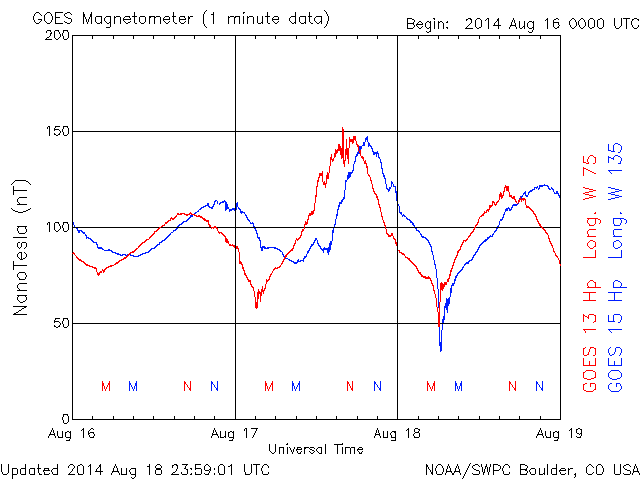 GOES Magnetometer (1 minute data)
Begin: 2014 Aug 16 0000 UTC
200
150
100
50
0
NanoTesla (nT)
M M N N M M N N M M N N
Aug 16 Aug 17 Aug 18 Aug 19
Universal Time
GOES 13 Hp Long. W 75
GOES 15 Hp Long. W 135
Updated 2014 Aug 18 23:59:01 UTC
NOAA/SWPC Boulder, CO USA